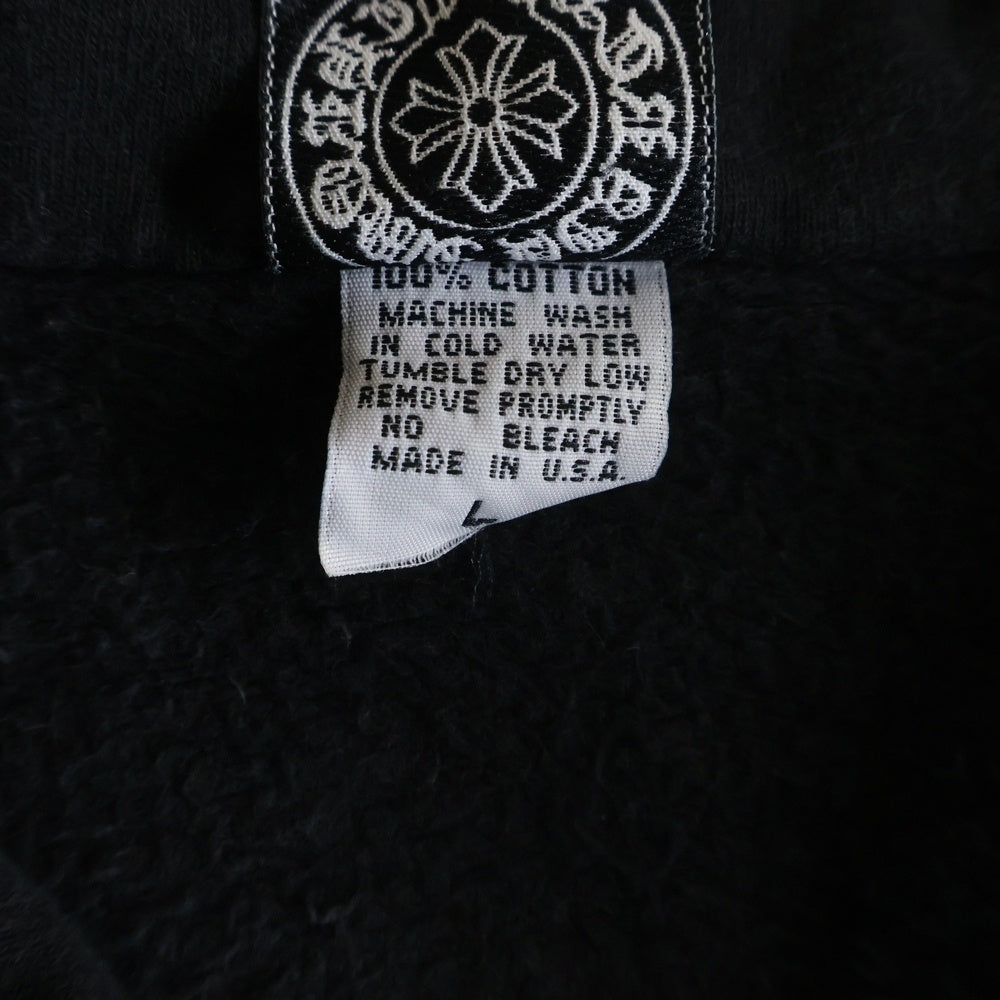 100% COTTON
MACHINE WASH
IN COLD WATER
TUMBLE DRY LOW
REMOVE PROMPTLY
NO BLEACH
MADE IN U.S.A.
L